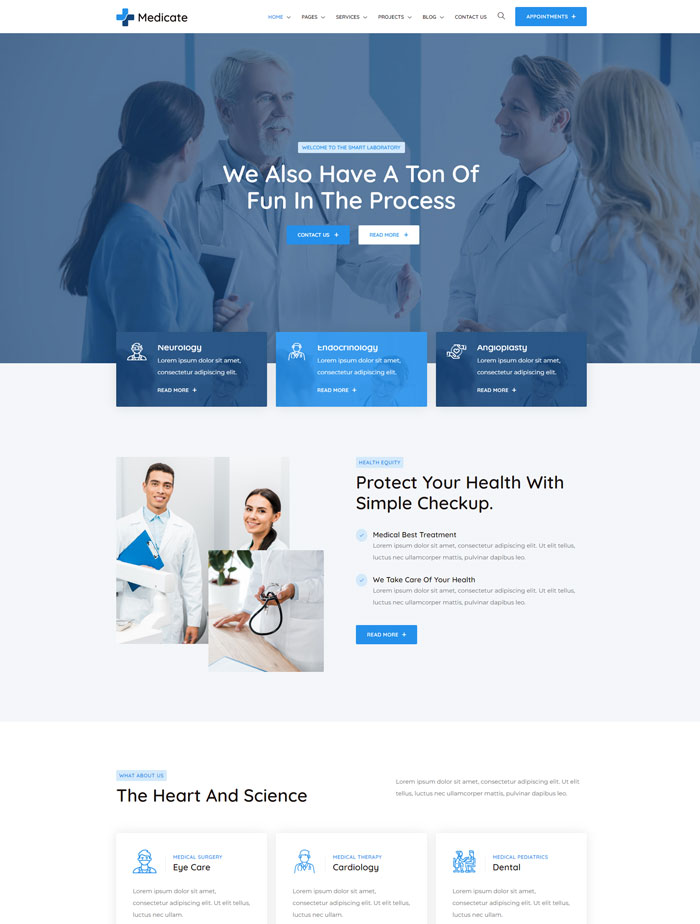 Medicate
HOME PAGES SERVICES PROJECTS BLOG CONTACT US
APPOINTMENTS +
WELCOME TO THE SMART LABORATORY
We Also Have A Ton Of
Fun In The Process
CONTACT US +
READ MORE +
Neurology
Lorem ipsum dolor sit amet,
consectetur adipiscing elit.
READ MORE +
Endocrinology
Lorem ipsum dolor sit amet,
consectetur adipiscing elit.
READ MORE +
Angioplasty
Lorem ipsum dolor sit amet,
consectetur adipiscing elit.
READ MORE +
HEALTH EQUITY
Protect Your Health With
Simple Checkup.
Medical Best Treatment
Lorem ipsum dolor sit amet, consectetur adipiscing elit. Ut elit tellus,
luctus nec ullamcorper mattis, pulvinar dapibus leo.
We Take Care Of Your Health
Lorem ipsum dolor sit amet, consectetur adipiscing elit. Ut elit tellus,
luctus nec ullamcorper mattis, pulvinar dapibus leo.
READ MORE +
WHAT ABOUT US
The Heart And Science
Lorem ipsum dolor sit amet, consectetur adipiscing elit. Ut elit
tellus, luctus nec ullamcorper mattis, pulvinar dapibus leo.
MEDICAL SURGERY
Eye Care
Lorem ipsum dolor sit amet,
consectetur adipiscing elit. Ut elit
luctus nec ullam.
MEDICAL THERAPY
Cardiology
Lorem ipsum dolor sit amet,
consectetur adipiscing elit. Ut elit
luctus nec ullam.
MEDICAL PEDIATRICS
Dental
Lorem ipsum dolor sit amet,
consectetur adipiscing elit. Ut elit
luctus nec ullam.